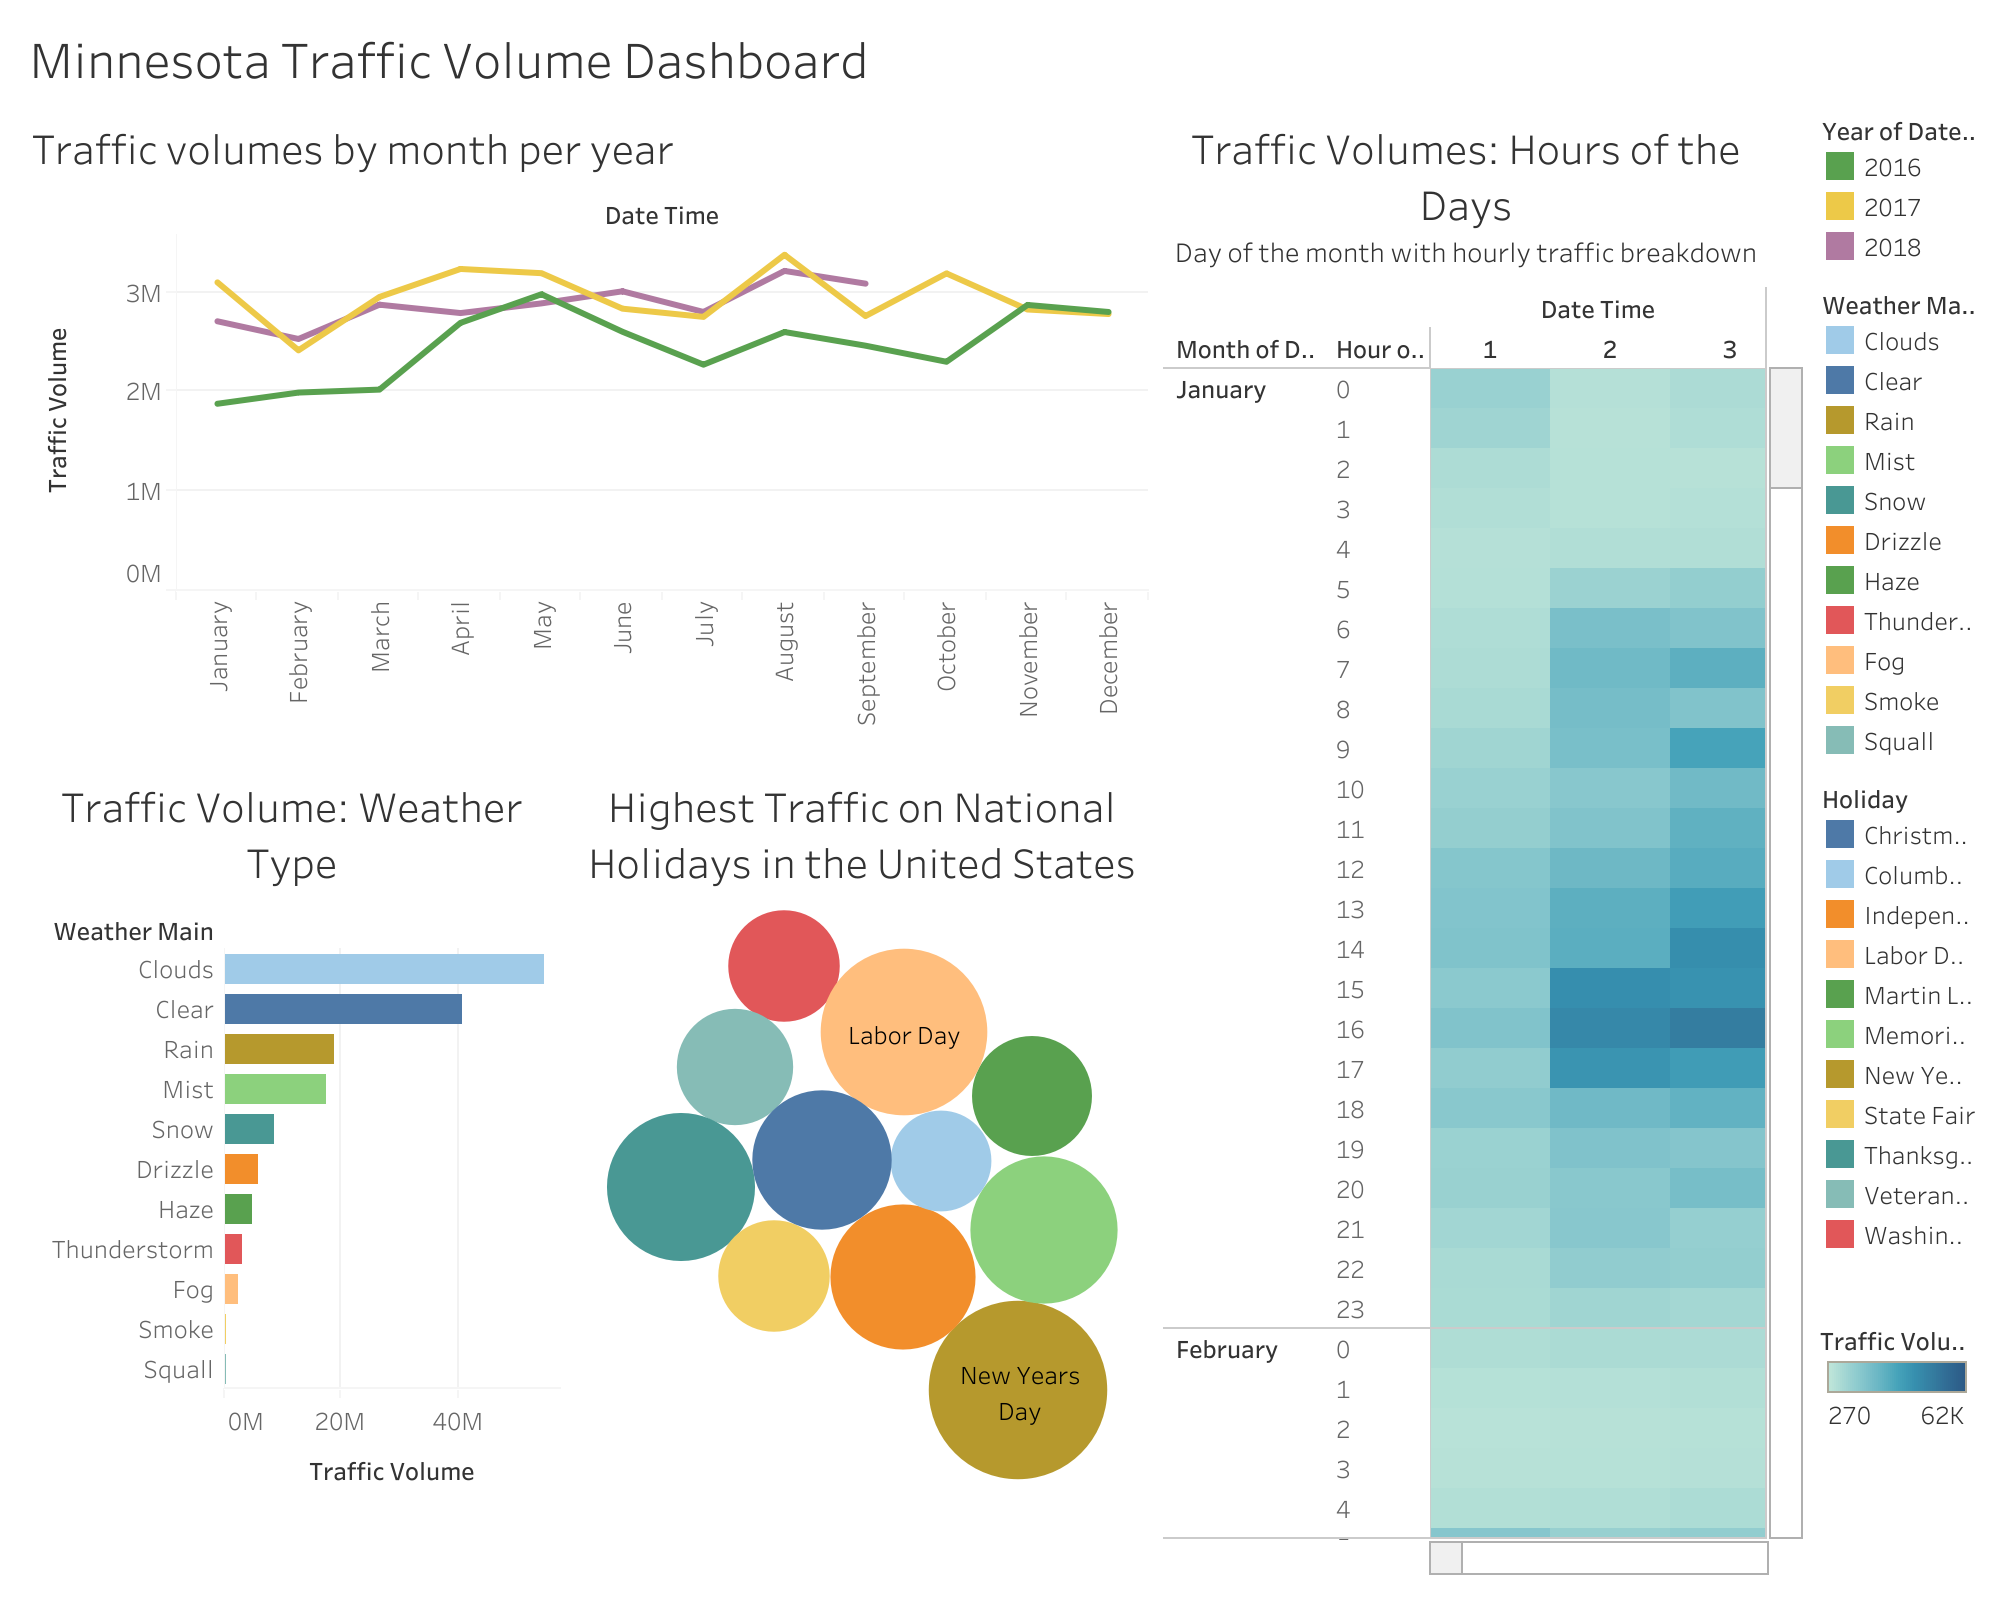 Minnesota Traffic Volume Dashboard
Traffic volumes by month per year
Date Time
Traffic Volume
3M
2M
1M
0M
January
February
March
April
May
June
July
August
September
October
November
December
Traffic Volume: Weather
Type
Weather Main
Clouds
Clear
Rain
Mist
Snow
Drizzle
Haze
Thunderstorm
Fog
Smoke
Squall
0M 20M 40M
Traffic Volume
Highest Traffic on National
Holidays in the United States
Labor Day
New Years
Day
Traffic Volumes: Hours of the
Days
Day of the month with hourly traffic breakdown
Date Time
Month of D.. Hour o.. 1 2 3
January 0
1
2
3
4
5
6
7
8
9
10
11
12
13
14
15
16
17
18
19
20
21
22
23
February 0
1
2
3
4
Year of Date..
2016
2017
2018
Weather Ma..
Clouds
Clear
Rain
Mist
Snow
Drizzle
Haze
Thunder..
Fog
Smoke
Squall
Holiday
Christm..
Columb..
Indepen..
Labor D..
Martin L..
Memori..
New Ye..
State Fair
Thanksg..
Veteran..
Washin..
Traffic Volu..
270 62K